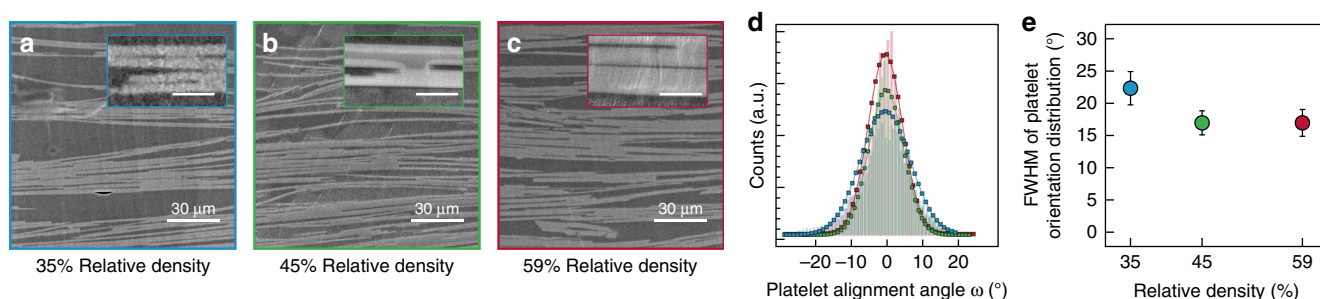 a
30 μm
35% Relative density
b
30 μm
45% Relative density
c
30 μm
59% Relative density
d
Counts (a.u.)
−20 −10 0 10 20
Platelet alignment angle ω (°)
e
FWHM of platelet
orientation distribution (°)
30
25
20
15
10
5
0
35 45 59
Relative density (%)